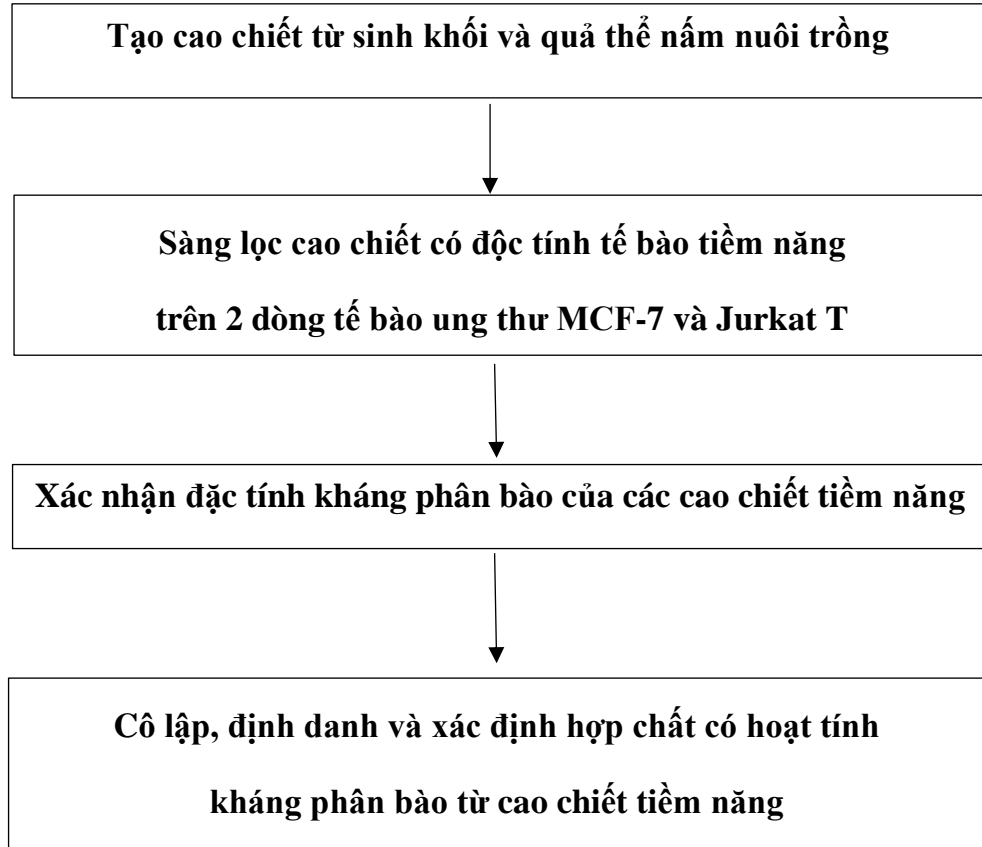 Tạo cao chiết từ sinh khối và quả thể nấm nuôi trồng
Sàng lọc cao chiết có độc tính tế bào tiềm năng
trên 2 dòng tế bào ung thư MCF-7 và Jurkat T
Xác nhận đặc tính kháng phân bào của các cao chiết tiềm năng
Cô lập, định danh và xác định hợp chất có hoạt tính
kháng phân bào từ cao chiết tiềm năng